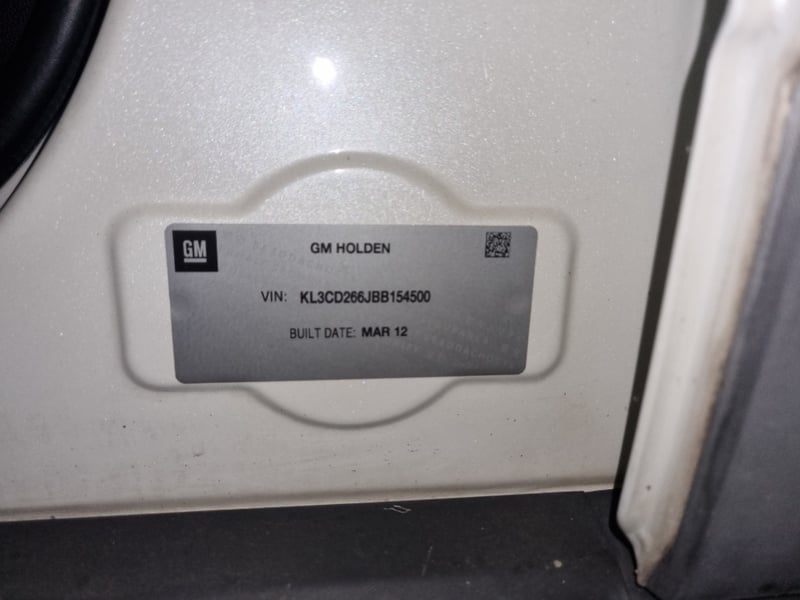 GM
GM HOLDEN
VIN: KL3CD266JBB154500
BUILT DATE: MAR 12